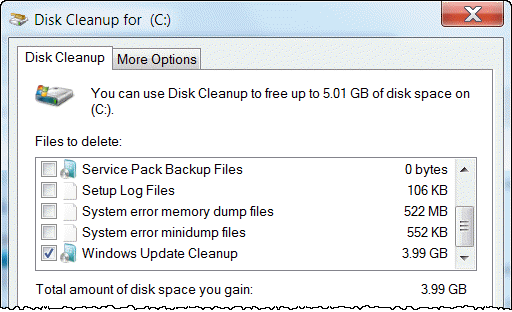 Disk Cleanup for (C:)
Disk Cleanup
More Options
You can use Disk Cleanup to free up to 5.01 GB of disk space on
(C:).
Files to delete:
Service Pack Backup Files 0 bytes
Setup Log Files 106 KB
System error memory dump files 522 MB
System error minidump files 552 KB
Windows Update Cleanup 3.99 GB
Total amount of disk space you gain: 3.99 GB